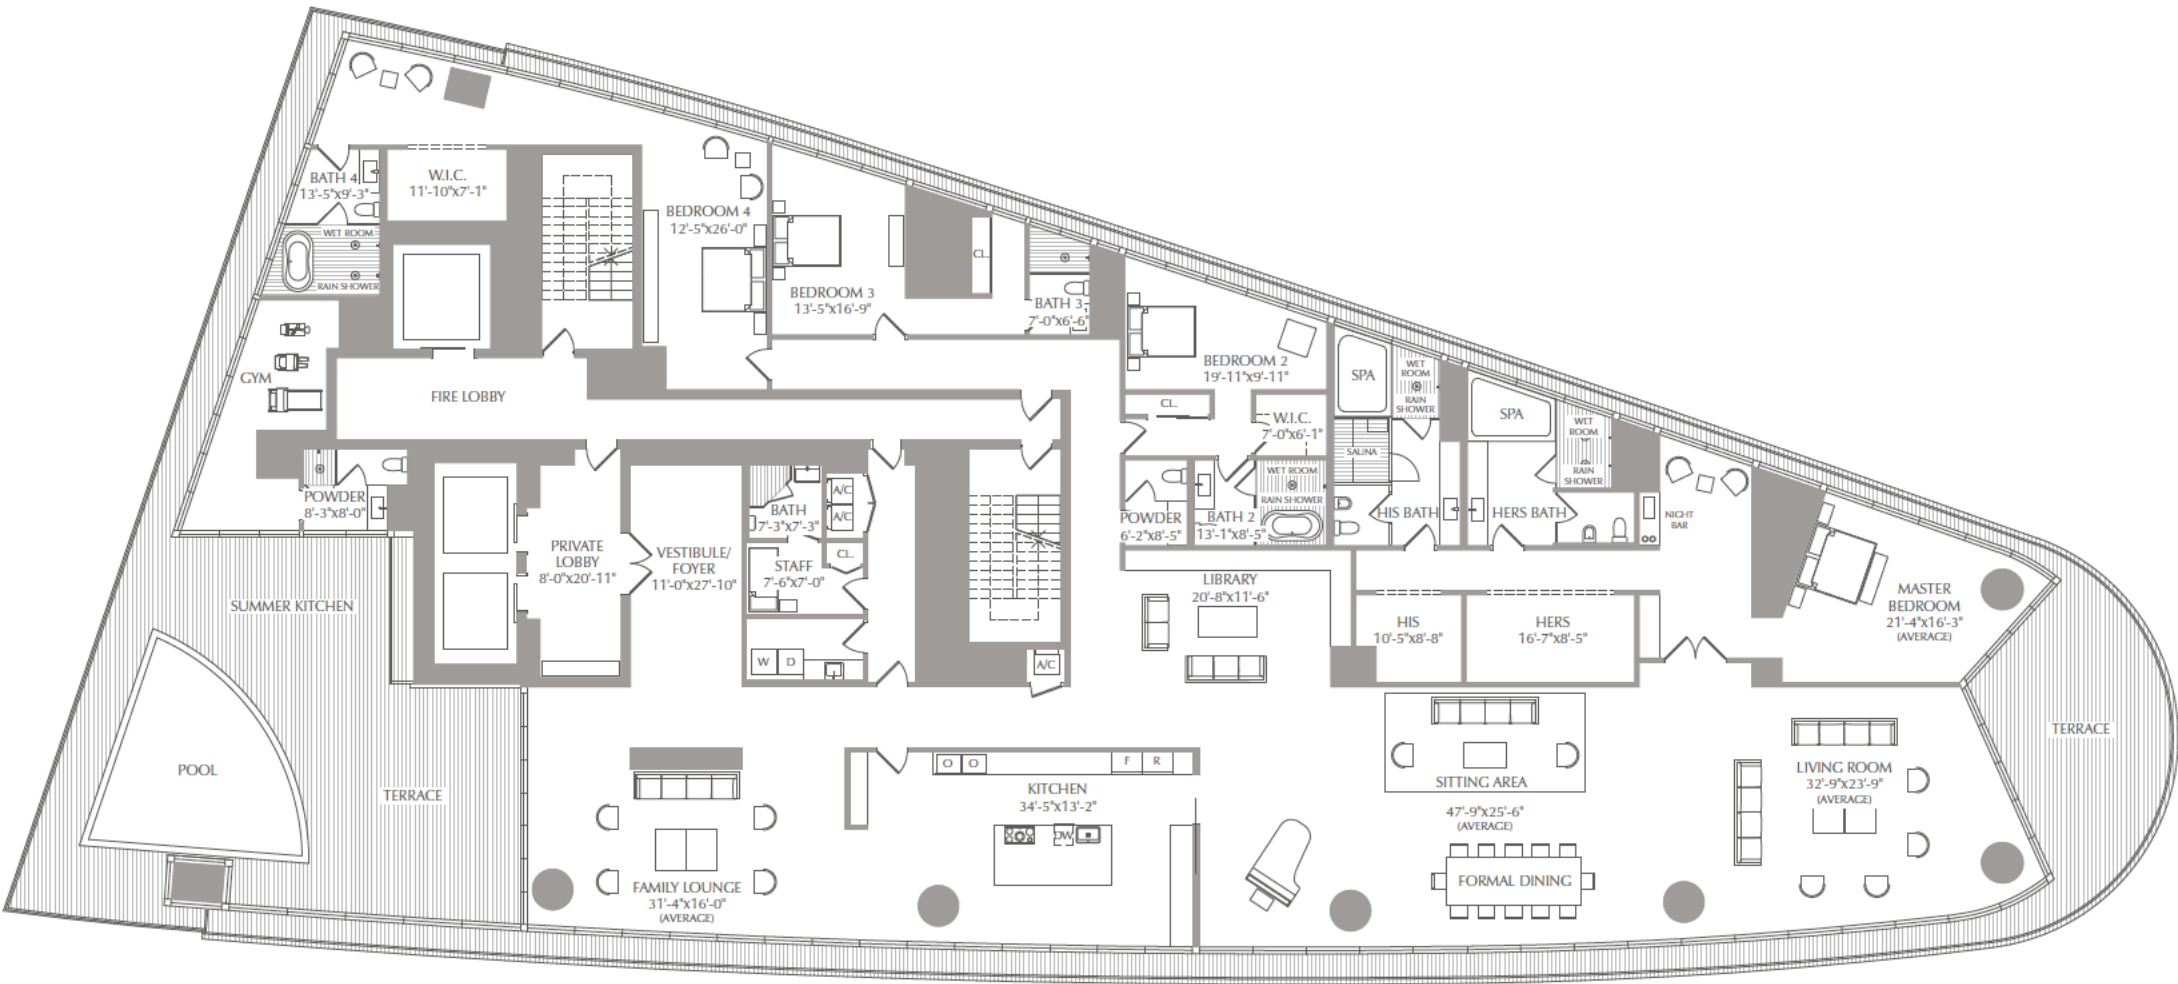 BATH 4
13'-5"x9'-3"
W.I.C.
11'-10"x7'-1"
WET ROOM
RAIN SHOWER
BEDROOM 4
12'-5"x26'-0"
BEDROOM 3
13'-5"x16'-9"
CL.
BATH 3
7'-0"x6'-6"
GYM
FIRE LOBBY
BEDROOM 2
19'-11"x9'-11"
CL.
W.I.C.
7'-0"x6'-1"
SPA
WET
ROOM
RAIN
SHOWER
SAUNA
SPA
WET
ROOM
RAIN
SHOWER
POWDER
8'-3"x8'-0"
PRIVATE
LOBBY
8'-0"x20'-11"
VESTIBULE/
FOYER
11'-0"x27'-10"
BATH
7'-3"x7'-3"
A/C
A/C
CL.
STAFF
7'-6"x7'-0"
W
D
A/C
POWDER
6'-2"x8'-5"
BATH 2
13'-1"x8'-5"
WET ROOM
RAIN SHOWER
HIS BATH
HERS BATH
NIGHT
BAR
LIBRARY
20'-8"x11'-6"
HIS
10'-5"x8'-8"
HERS
16'-7"x8'-5"
MASTER
BEDROOM
21'-4"x16'-3"
(AVERAGE)
SUMMER KITCHEN
POOL
TERRACE
FAMILY LOUNGE
31'-4"x16'-0"
(AVERAGE)
O
O
F
R
KITCHEN
34'-5"x13'-2"
DW
SITTING AREA
47'-9"x25'-6"
(AVERAGE)
FORMAL DINING
LIVING ROOM
32'-9"x23'-9"
(AVERAGE)
TERRACE